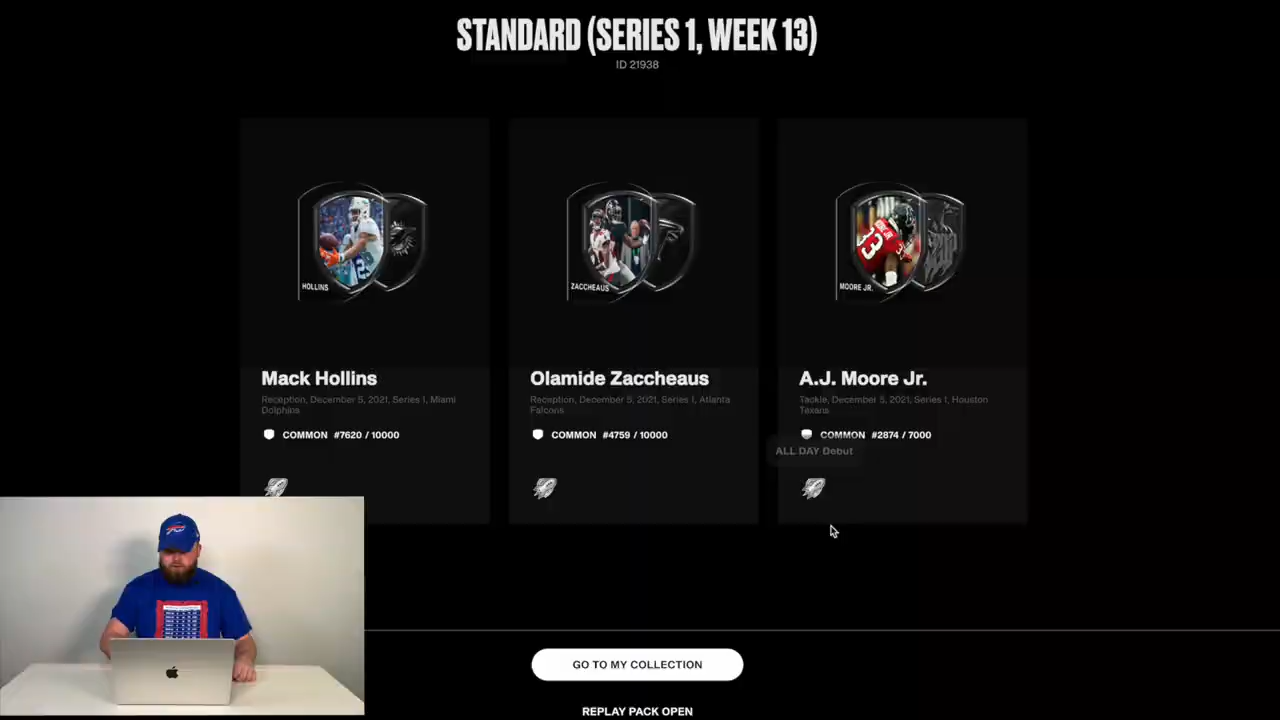 STANDARD (SERIES 1, WEEK 13)
ID 21938
HOLLINS
ZACCHEAUS
MOORE JR.
Mack Hollins
Reception, December 5, 2021, Series 1, Miami
Dolphins
COMMON #7620 / 10000
Olamide Zaccheaus
Reception, December 5, 2021, Series 1, Atlanta
Falcons
COMMON #4759 / 10000
A.J. Moore Jr.
Tackle, December 5, 2021, Series 1, Houston
Texans
COMMON #2874 / 7000
ALL DAY Debut
GO TO MY COLLECTION
REPLAY PACK OPEN